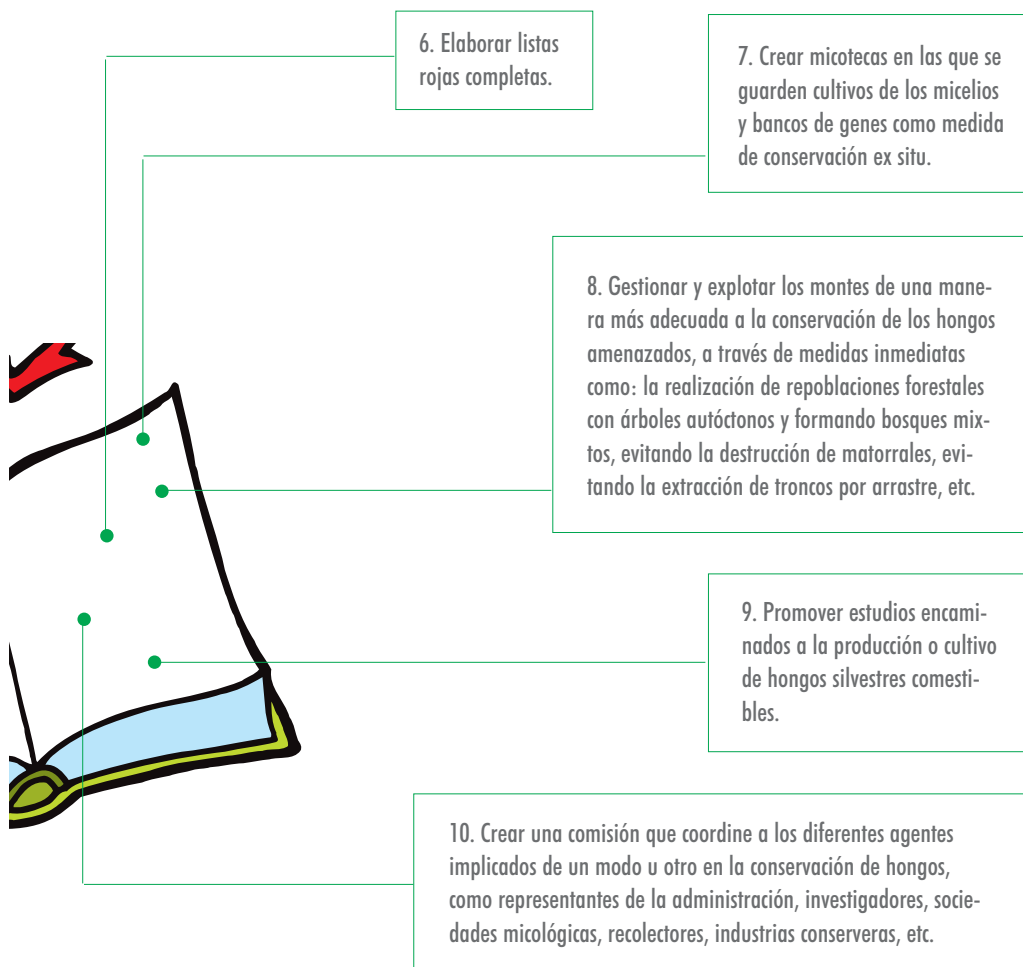 6. Elaborar listas
rojas completas.
7. Crear micotecas en las que se
guarden cultivos de los micelios
y bancos de genes como medida
de conservación ex situ.
8. Gestionar y explotar los montes de una mane-
ra más adecuada a la conservación de los hongos
amenazados, a través de medidas inmediatas
como: la realización de repoblaciones forestales
con árboles autóctonos y formando bosques mix-
tos, evitando la destrucción de matorrales, evi-
tando la extracción de troncos por arrastre, etc.
9. Promover estudios encami-
nados a la producción o cultivo
de hongos silvestres comesti-
bles.
10. Crear una comisión que coordine a los diferentes agentes
implicados de un modo u otro en la conservación de hongos,
como representantes de la administración, investigadores, socie-
dades micológicas, recolectores, industrias conserveras, etc.